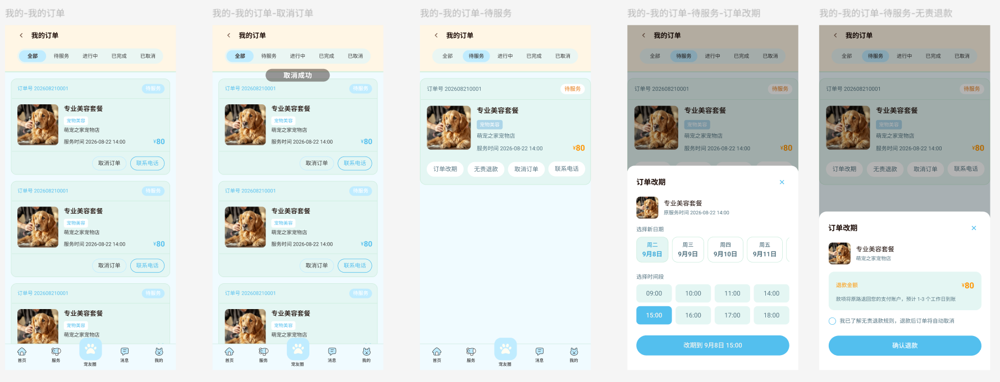 我的-我的订单
我的订单
全部 待服务 进行中 已完成 已取消
订单号 202608210001 待服务
专业美容套餐
宠物美容
萌宠之家宠物店
服务时间 2026-08-22 14:00 ¥80
取消订单 联系电话
订单号 202608210001 待服务
专业美容套餐
宠物美容
萌宠之家宠物店
服务时间 2026-08-22 14:00 ¥80
取消订单 联系电话
订单号 202608210001 待服务
专业美容套餐
宠物美容
萌宠之家宠物店
首页 服务 宠友圈 消息 我的
我的-我的订单-取消订单
我的订单
全部 待服务 进行中 已完成 已取消
取消成功
订单号 202608210001 待服务
专业美容套餐
宠物美容
萌宠之家宠物店
服务时间 2026-08-22 14:00 ¥80
取消订单 联系电话
订单号 202608210001 待服务
专业美容套餐
宠物美容
萌宠之家宠物店
服务时间 2026-08-22 14:00 ¥80
取消订单 联系电话
订单号 202608210001 待服务
专业美容套餐
宠物美容
萌宠之家宠物店
首页 服务 宠友圈 消息 我的
我的-我的订单-待服务
我的订单
全部 待服务 进行中 已完成 已取消
订单号 202608210001 待服务
专业美容套餐
宠物美容
萌宠之家宠物店
服务时间 2026-08-22 14:00 ¥80
订单改期 无责退款 取消订单 联系电话
首页 服务 宠友圈 消息 我的
我的-我的订单-待服务-订单改期
我的订单
全部 待服务 进行中 已完成 已取消
订单号 202608210001 待服务
专业美容套餐
宠物美容
萌宠之家宠物店
服务时间 2026-08-22 14:00 ¥80
订单改期
专业美容套餐
原服务时间 2026-08-22 14:00
选择新日期
周二 周三 周四 周五
9月8日 9月9日 9月10日 9月11日
选择时间段
09:00 10:00 11:00 14:00
15:00 16:00 17:00 18:00
改期到 9月8日 15:00
我的-我的订单-待服务-无责退款
我的订单
全部 待服务 进行中 已完成 已取消
订单号 202608210001 待服务
专业美容套餐
宠物美容
萌宠之家宠物店
服务时间 2026-08-22 14:00 ¥80
订单改期 无责退款 取消订单 联系电话
订单改期
专业美容套餐
萌宠之家宠物店
退款金额 ¥80
款项将原路退回您的支付账户，预计 1-3 个工作日到账
我已了解无责退款规则，退款后订单将自动取消
确认退款